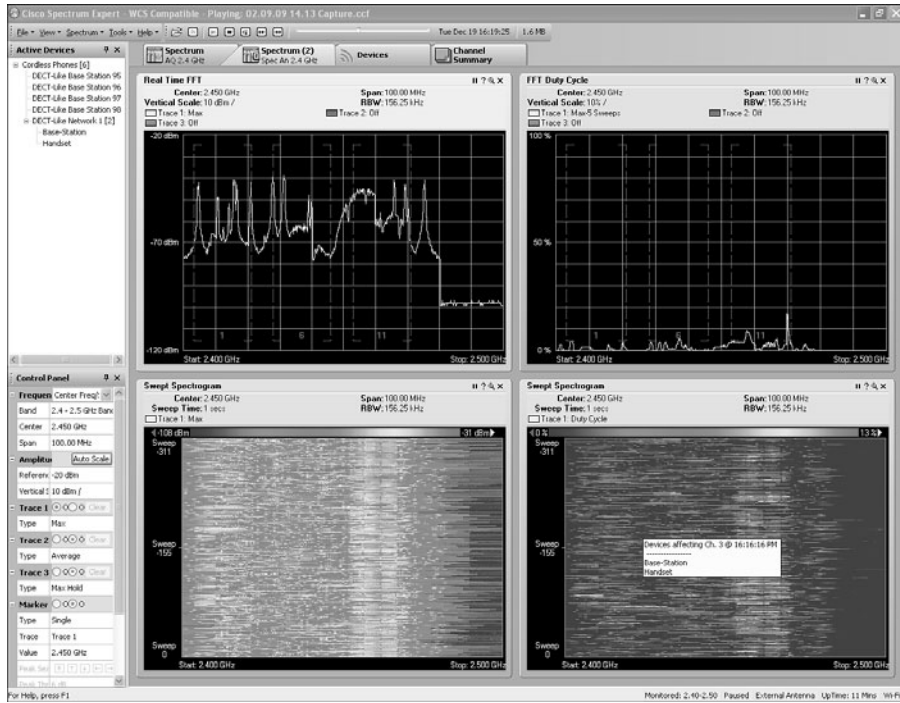 Cisco Spectrum Expert - WCS Compatible - Playing: 02.09.09 14.13 Capture.ccf
File View Spectrum Tools Help
Tue Dec 19 16:19:25 1.6 MB
Active Devices
Cordless Phones [6]
DECT-Like Base Station 95
DECT-Like Base Station 96
DECT-Like Base Station 97
DECT-Like Base Station 98
DECT-Like Network 1 [2]
Base-Station
Handset
Spectrum
AQ 2.4 GHz
Spectrum (2)
Spec An 2.4 GHz
Devices
Channel
Summary
Real Time FFT
Center: 2.450 GHz
Span: 100.00 MHz
Vertical Scale: 10 dBm /
RBW: 156.25 kHz
Trace 1: Max
Trace 2: Off
Trace 3: Off
-20 dBm
-70 dBm
-120 dBm
1
6
11
Start: 2.400 GHz
Stop: 2.500 GHz
FFT Duty Cycle
Center: 2.450 GHz
Span: 100.00 MHz
Vertical Scale: 10% /
RBW: 156.25 kHz
Trace 1: Max-5 Sweeps
Trace 2: Off
Trace 3: Off
100 %
50 %
0 %
1
6
11
Start: 2.400 GHz
Stop: 2.500 GHz
Control Panel
Frequen Center Freq/
Band 2.4 - 2.5 GHz Band
Center 2.450 GHz
Span 100.00 MHz
Amplitu Auto Scale
Referen -20 dBm
Vertical 10 dBm /
Trace 1 Clear
Type Max
Trace 2 Clear
Type Average
Trace 3 Clear
Type Max Hold
Marker
Type Single
Trace Trace 1
Value 2.450 GHz
Swept Spectrogram
Center: 2.450 GHz
Span: 100.00 MHz
Sweep Time: 1 secs
RBW: 156.25 kHz
Trace 1: Max
-108 dBm
-31 dBm
Sweep
-311
Sweep
-155
Sweep
0
Start: 2.400 GHz
Stop: 2.500 GHz
Swept Spectrogram
Center: 2.450 GHz
Span: 100.00 MHz
Sweep Time: 1 secs
RBW: 156.25 kHz
Trace 1: Duty Cycle
0 %
13 %
Sweep
-311
Sweep
-155
Sweep
0
Devices affecting Ch. 3 @ 16:16:16 PM
----------------
Base-Station
Handset
Start: 2.400 GHz
Stop: 2.500 GHz
For Help, press F1
Monitored: 2.40-2.50 Paused External Antenna UpTime: 11 Mins Wi-Fi